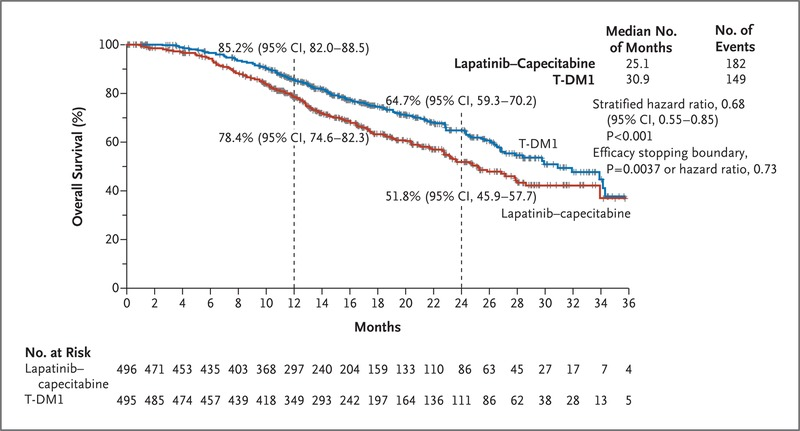 Median No. of Months
No. of Events
Lapatinib–Capecitabine 25.1 182
T-DM1 30.9 149
Stratified hazard ratio, 0.68
(95% CI, 0.55–0.85)
P<0.001
Efficacy stopping boundary,
P=0.0037 or hazard ratio, 0.73
Overall Survival (%)
100
80
60
40
20
0
85.2% (95% CI, 82.0–88.5)
64.7% (95% CI, 59.3–70.2)
78.4% (95% CI, 74.6–82.3)
51.8% (95% CI, 45.9–57.7)
T-DM1
Lapatinib–capecitabine
0 2 4 6 8 10 12 14 16 18 20 22 24 26 28 30 32 34 36
Months
No. at Risk
Lapatinib–
capecitabine
496 471 453 435 403 368 297 240 204 159 133 110 86 63 45 27 17 7 4
T-DM1 495 485 474 457 439 418 349 293 242 197 164 136 111 86 62 38 28 13 5